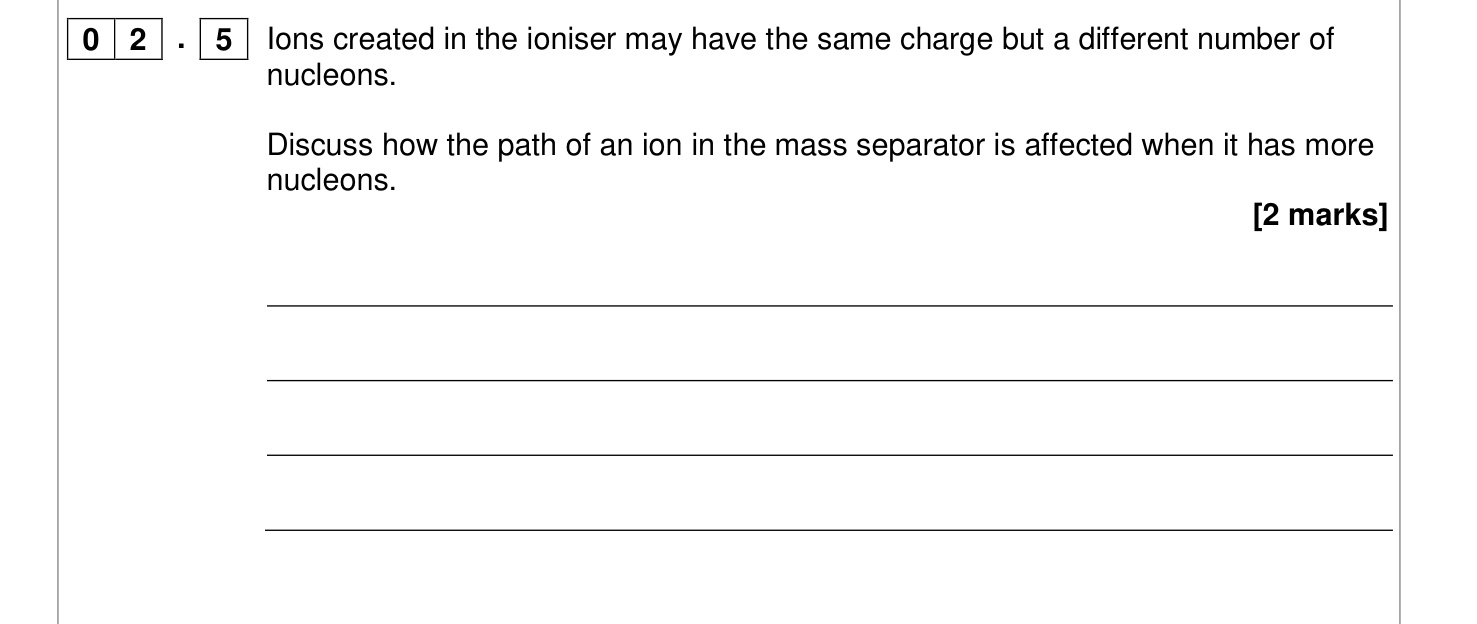 0 2 . 5 Ions created in the ioniser may have the same charge but a different number of
nucleons.
Discuss how the path of an ion in the mass separator is affected when it has more
nucleons.
[2 marks]